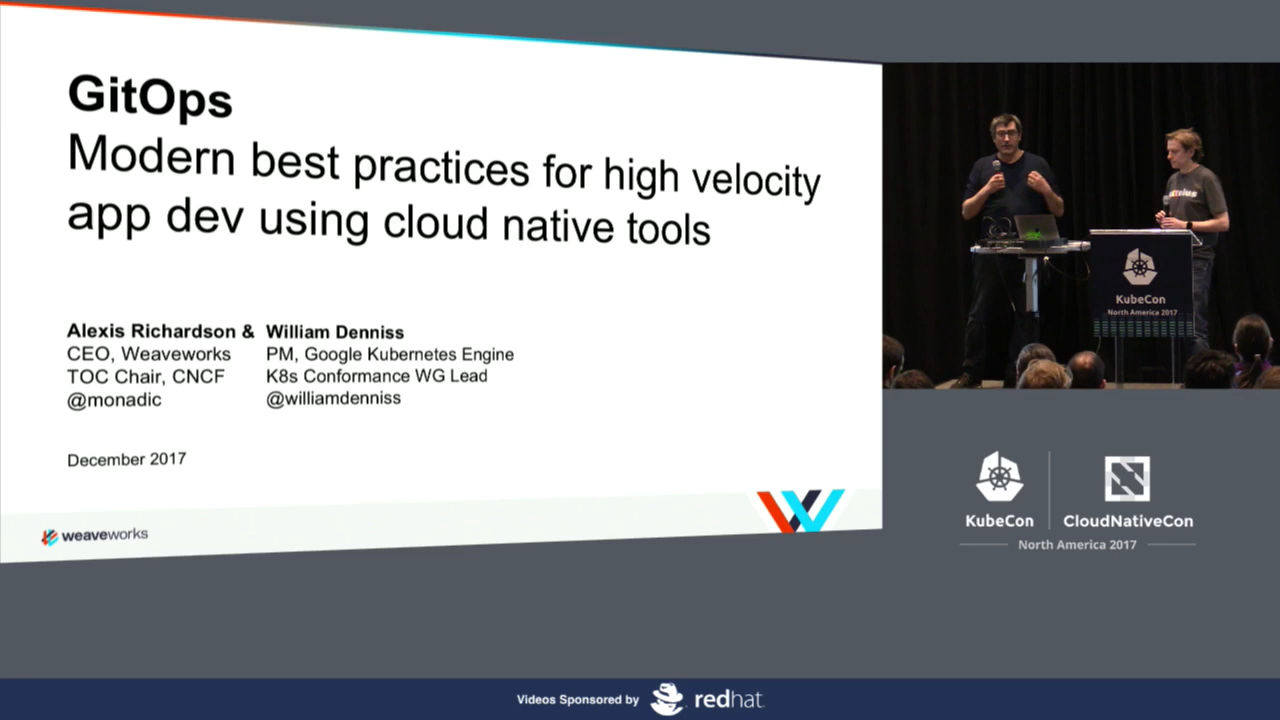 GitOps
Modern best practices for high velocity
app dev using cloud native tools
Alexis Richardson & William Denniss
CEO, Weaveworks PM, Google Kubernetes Engine
TOC Chair, CNCF K8s Conformance WG Lead
@monadic @williamdenniss
December 2017
weaveworks
KubeCon
North America 2017
KubeCon CloudNativeCon
North America 2017
Videos Sponsored by redhat